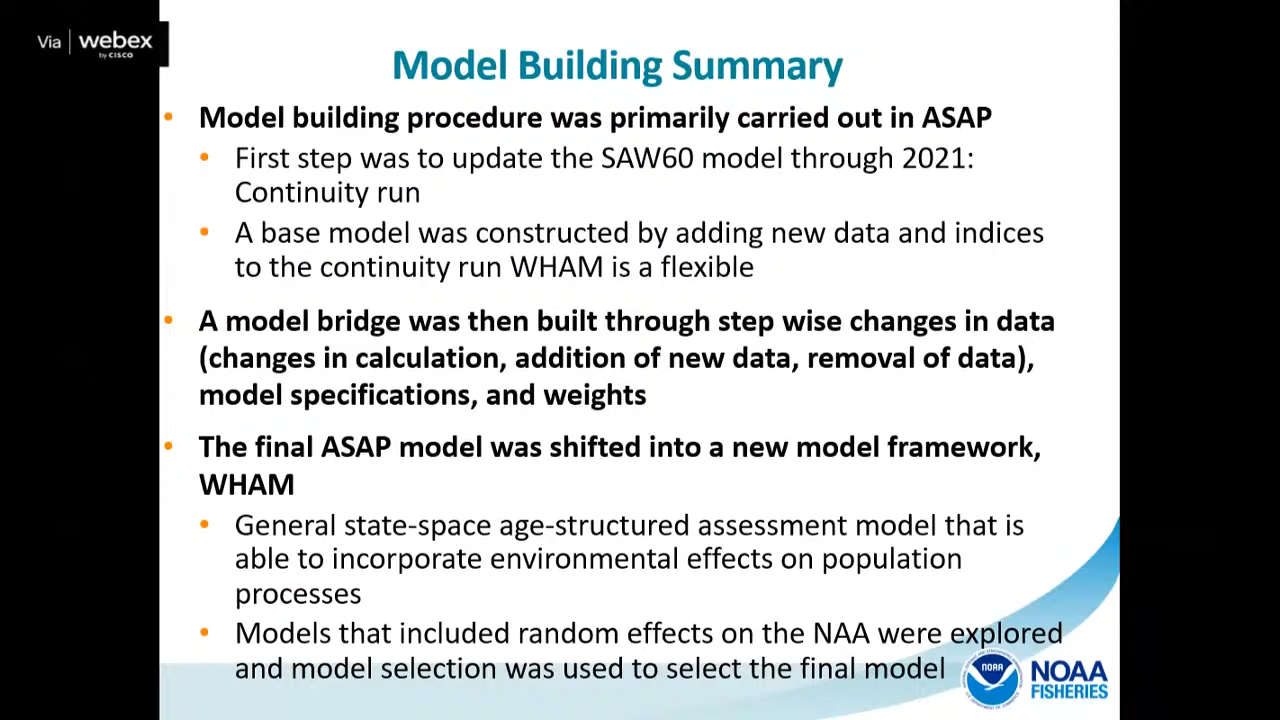 Via webex
by CISCO
Model Building Summary
• Model building procedure was primarily carried out in ASAP
• First step was to update the SAW60 model through 2021:
Continuity run
• A base model was constructed by adding new data and indices
to the continuity run WHAM is a flexible
• A model bridge was then built through step wise changes in data
(changes in calculation, addition of new data, removal of data),
model specifications, and weights
• The final ASAP model was shifted into a new model framework,
WHAM
• General state-space age-structured assessment model that is
able to incorporate environmental effects on population
processes
• Models that included random effects on the NAA were explored
and model selection was used to select the final model
NOAA
NOAA
FISHERIES